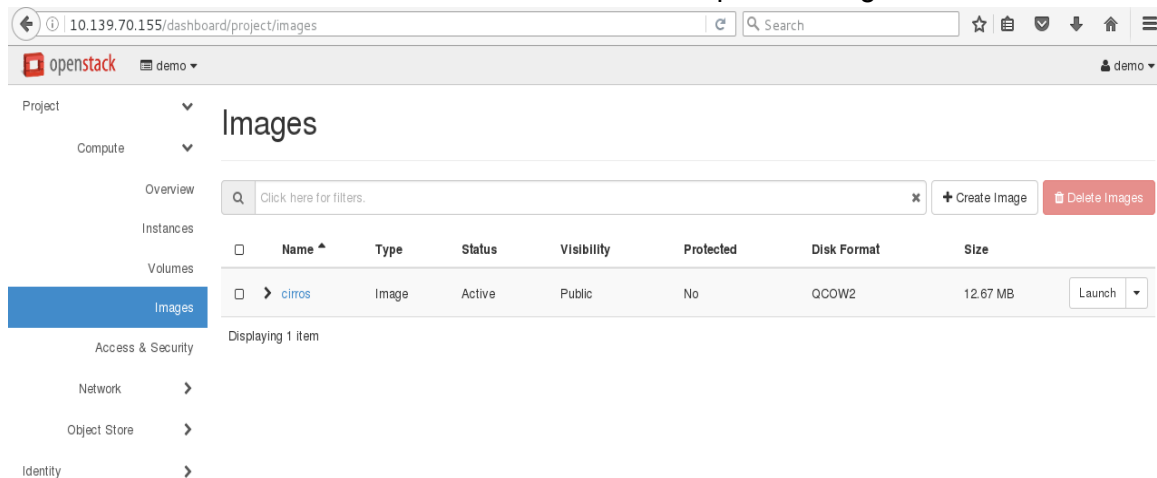 10.139.70.155/dashboard/project/images Search
openstack demo demo
Project
Images
Compute
Overview
Click here for filters. Create Image Delete Images
Instances
Name Type Status Visibility Protected Disk Format Size
Volumes
cirros Image Active Public No QCOW2 12.67 MB Launch
Images
Displaying 1 item
Access & Security
Network
Object Store
Identity